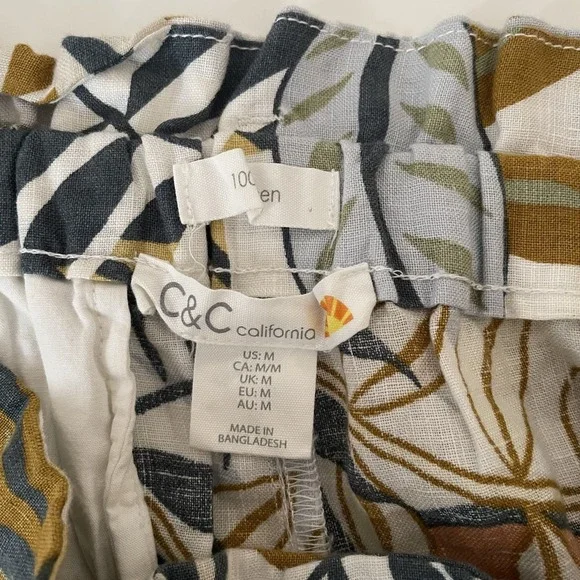 100
en
C&C california
US: M
CA: M/M
UK: M
EU: M
AU: M
MADE IN
BANGLADESH